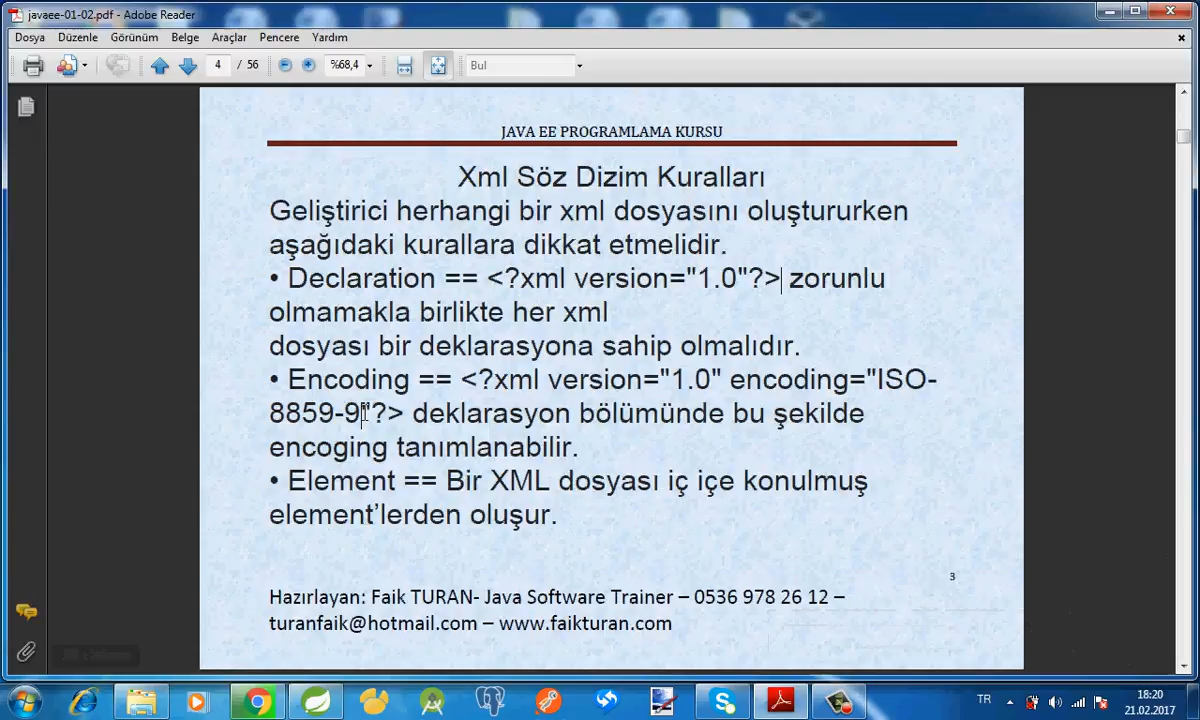 javaee-01-02.pdf - Adobe Reader
Dosya Düzenle Görünüm Belge Araçlar Pencere Yardım
4 / 56 %68,4 Bul
JAVA EE PROGRAMLAMA KURSU
Xml Söz Dizim Kuralları
Geliştirici herhangi bir xml dosyasını oluştururken
aşağıdaki kurallara dikkat etmelidir.
• Declaration == <?xml version="1.0"?> zorunlu
olmamakla birlikte her xml
dosyası bir deklarasyona sahip olmalıdır.
• Encoding == <?xml version="1.0" encoding="ISO-
8859-9"?> deklarasyon bölümünde bu şekilde
encoging tanımlanabilir.
• Element == Bir XML dosyası iç içe konulmuş
element'lerden oluşur.
3
Hazırlayan: Faik TURAN- Java Software Trainer – 0536 978 26 12 –
turanfaik@hotmail.com – www.faikturan.com
TR 18:20
21.02.2017